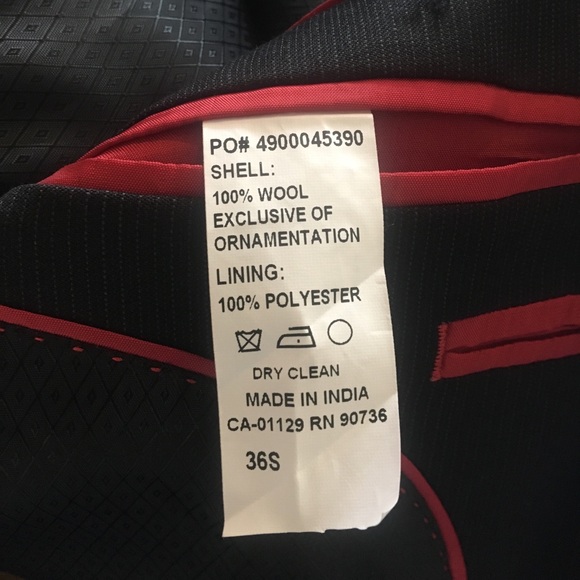 PO# 4900045390
SHELL:
100% WOOL
EXCLUSIVE OF
ORNAMENTATION
LINING:
100% POLYESTER
DRY CLEAN
MADE IN INDIA
CA-01129 RN 90736
36S